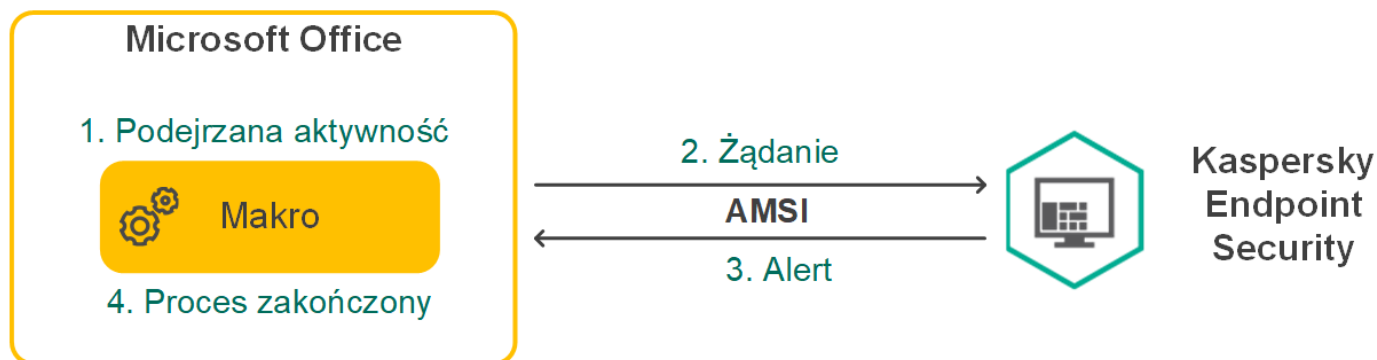 Microsoft Office
1. Podejrzana aktywność
Makro
4. Proces zakończony
2. Żądanie
AMSI
3. Alert
Kaspersky
Endpoint
Security